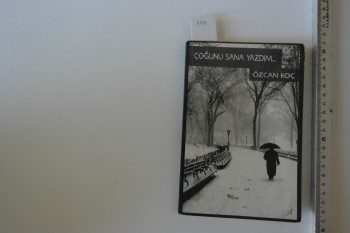 ÇOĞUNU SANA YAZDIM...
ÖZCAN KOÇ